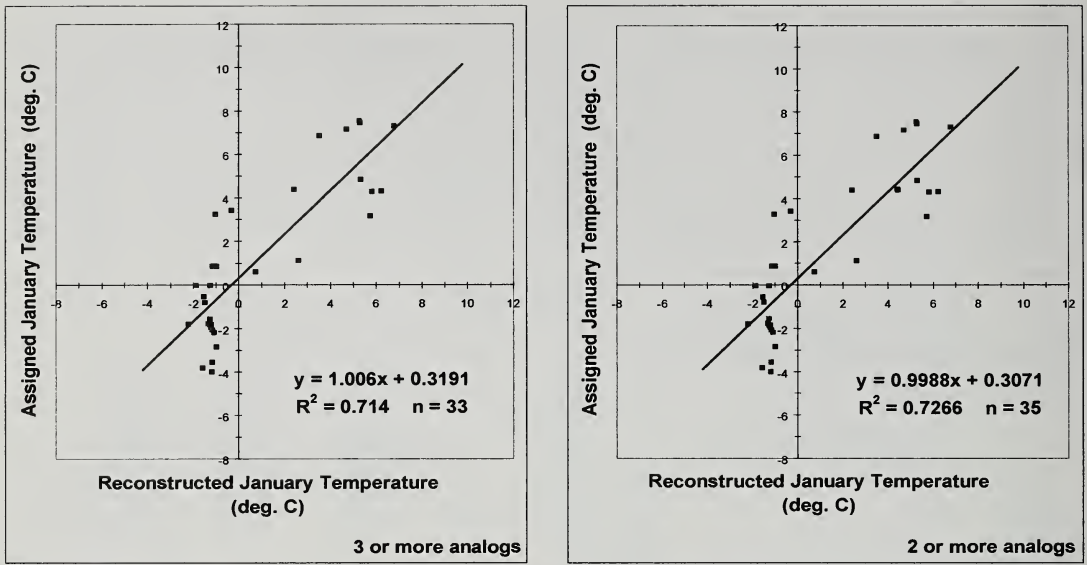 Assigned January Temperature (deg. C)
12
10
8
6
4
2
0
-2
-4
-6
-8
-8 -6 -4 -2 0 2 4 6 8 10 12
y = 1.006x + 0.3191
R² = 0.714 n = 33
Reconstructed January Temperature
(deg. C)
3 or more analogs
Assigned January Temperature (deg. C)
12
10
8
6
4
2
0
-2
-4
-6
-8
-8 -6 -4 -2 0 2 4 6 8 10 12
y = 0.9988x + 0.3071
R² = 0.7266 n = 35
Reconstructed January Temperature
(deg. C)
2 or more analogs